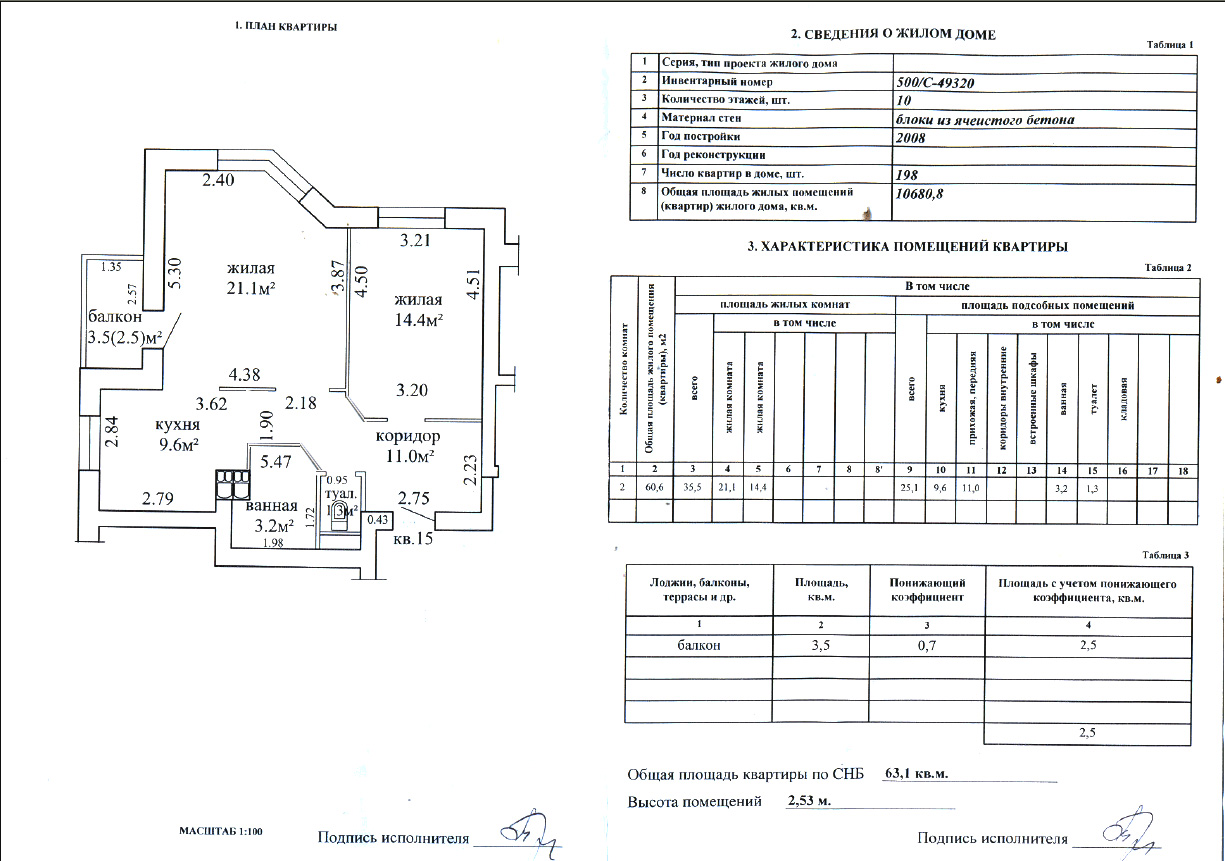 1. ПЛАН КВАРТИРЫ
2.40
5.30
жилая
21.1м²
3.87
4.50
3.21
4.51
жилая
14.4м²
1.35
2.57
балкон
3.5(2.5)м²
4.38
3.20
3.62
2.18
2.84
кухня
9.6м²
1.90
коридор
11.0м²
2.23
5.47
0.95
туал.
2.79
ванная
3.2м²
1.72
1.98
2.75
0.43
кв.15
МАСШТАБ 1:100
Подпись исполнителя
2. СВЕДЕНИЯ О ЖИЛОМ ДОМЕ
Таблица 1
1 Серия, тип проекта жилого дома
2 Инвентарный номер 500/С-49320
3 Количество этажей, шт. 10
4 Материал стен блоки из ячеистого бетона
5 Год постройки 2008
6 Год реконструкции
7 Число квартир в доме, шт. 198
8 Общая площадь жилых помещений 10680,8
(квартир) жилого дома, кв.м.
3. ХАРАКТЕРИСТИКА ПОМЕЩЕНИЙ КВАРТИРЫ
Таблица 2
В том числе
площадь жилых комнат площадь подсобных помещений
в том числе в том числе
Количество комнат
Общая площадь жилого помещения
(квартиры), м2
всего
жилая комната
жилая комната
всего
кухня
прихожая, передняя
коридоры внутренние
встроенные шкафы
ванная
туалет
кладовая
1 2 3 4 5 6 7 8 8' 9 10 11 12 13 14 15 16 17 18
2 60,6 35,5 21,1 14,4 25,1 9,6 11,0 3,2 1,3
Таблица 3
Лоджии, балконы, Площадь, Понижающий Площадь с учетом понижающего
террасы и др. кв.м. коэффициент коэффициента, кв.м.
1 2 3 4
балкон 3,5 0,7 2,5
2,5
Общая площадь квартиры по СНБ 63,1 кв.м.
Высота помещений 2,53 м.
Подпись исполнителя